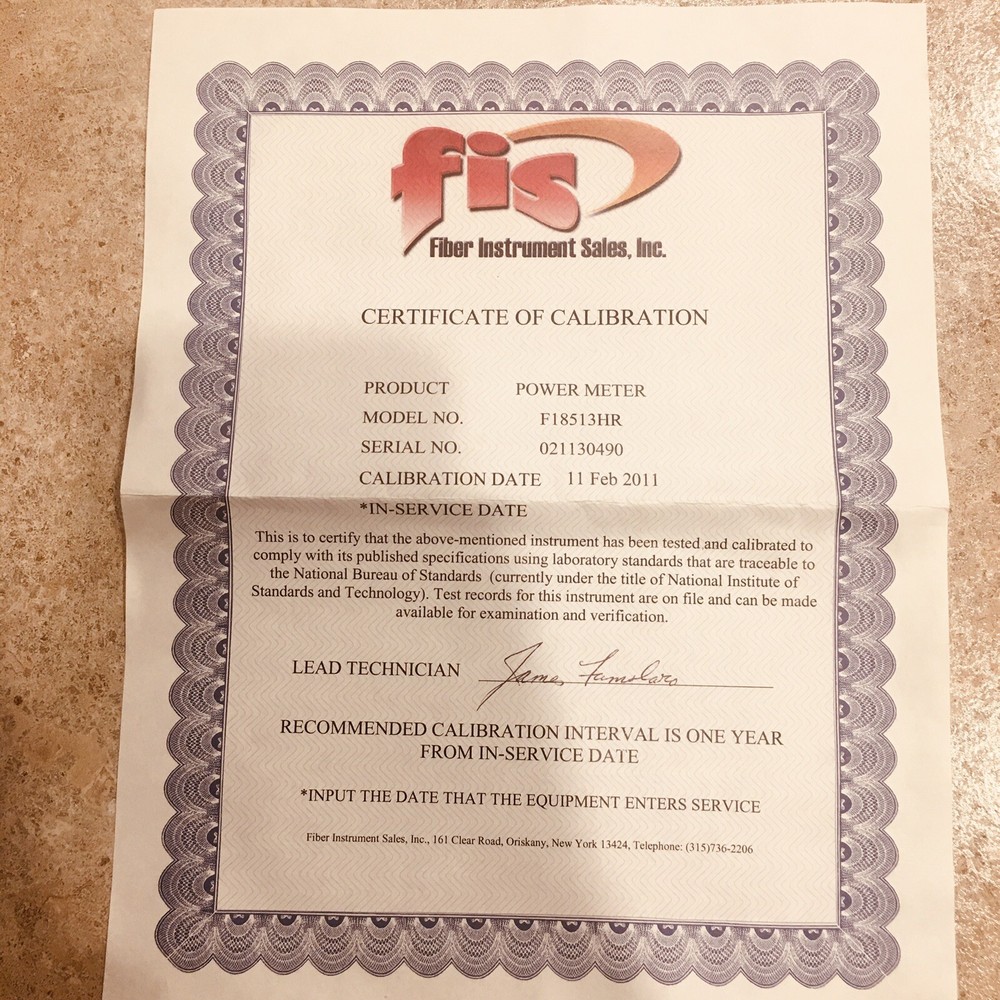 fis
Fiber Instrument Sales, Inc.
CERTIFICATE OF CALIBRATION
PRODUCT POWER METER
MODEL NO. F18513HR
SERIAL NO. 021130490
CALIBRATION DATE 11 Feb 2011
*IN-SERVICE DATE
This is to certify that the above-mentioned instrument has been tested and calibrated to
comply with its published specifications using laboratory standards that are traceable to
the National Bureau of Standards (currently under the title of National Institute of
Standards and Technology). Test records for this instrument are on file and can be made
available for examination and verification.
LEAD TECHNICIAN James
RECOMMENDED CALIBRATION INTERVAL IS ONE YEAR
FROM IN-SERVICE DATE
*INPUT THE DATE THAT THE EQUIPMENT ENTERS SERVICE
Fiber Instrument Sales, Inc., 161 Clear Road, Oriskany, New York 13424, Telephone: (315)736-2206